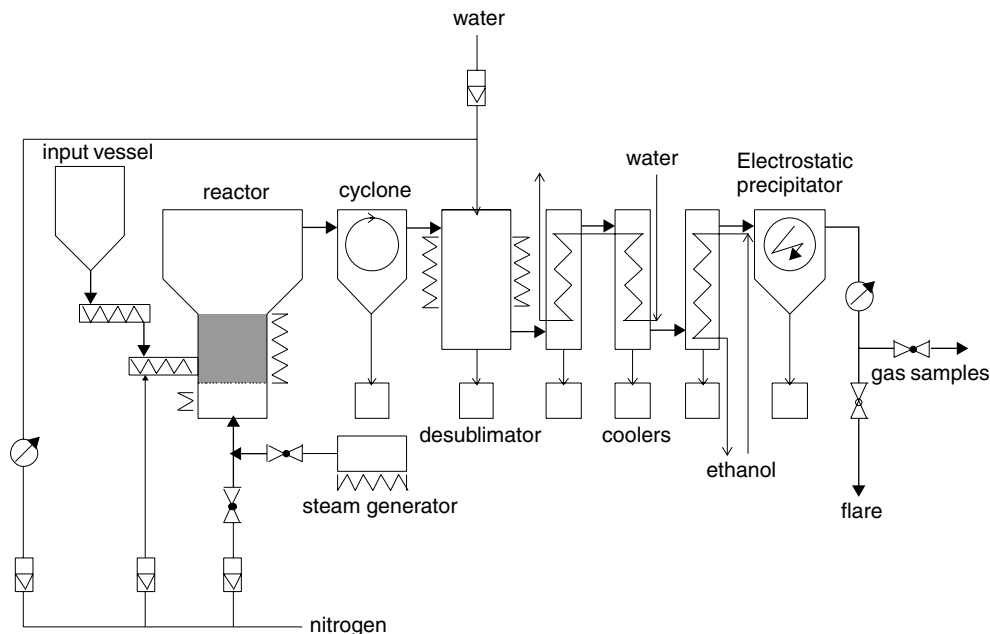 water
input vessel
reactor
cyclone
water
Electrostatic
precipitator
desublimator
coolers
gas samples
ethanol
steam generator
flare
nitrogen